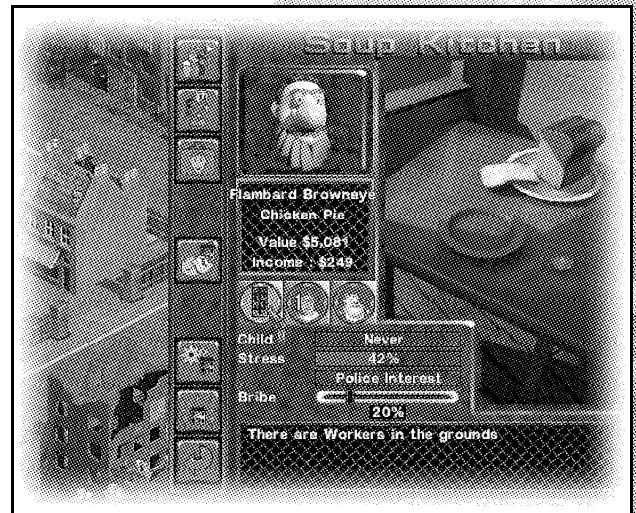 Soup Kitchen
Flambard Browneye
Chicken Pie
Value $5,081
Income : $249
Child Never
Stress 42%
Police Interest
Bribe
20%
There are Workers in the grounds